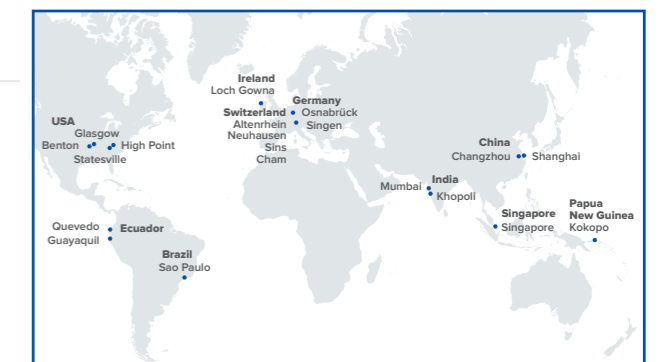 Ireland
Loch Gowna
Germany
Osnabrück
Singen
Switzerland
Altenrhein
Neuhausen
Sins
Cham
USA
Glasgow
Benton
High Point
Statesville
China
Changzhou
Shanghai
India
Mumbai
Khopoli
Singapore
Singapore
Papua
New Guinea
Kokopo
Quevedo
Guayaquil
Ecuador
Brazil
Sao Paulo